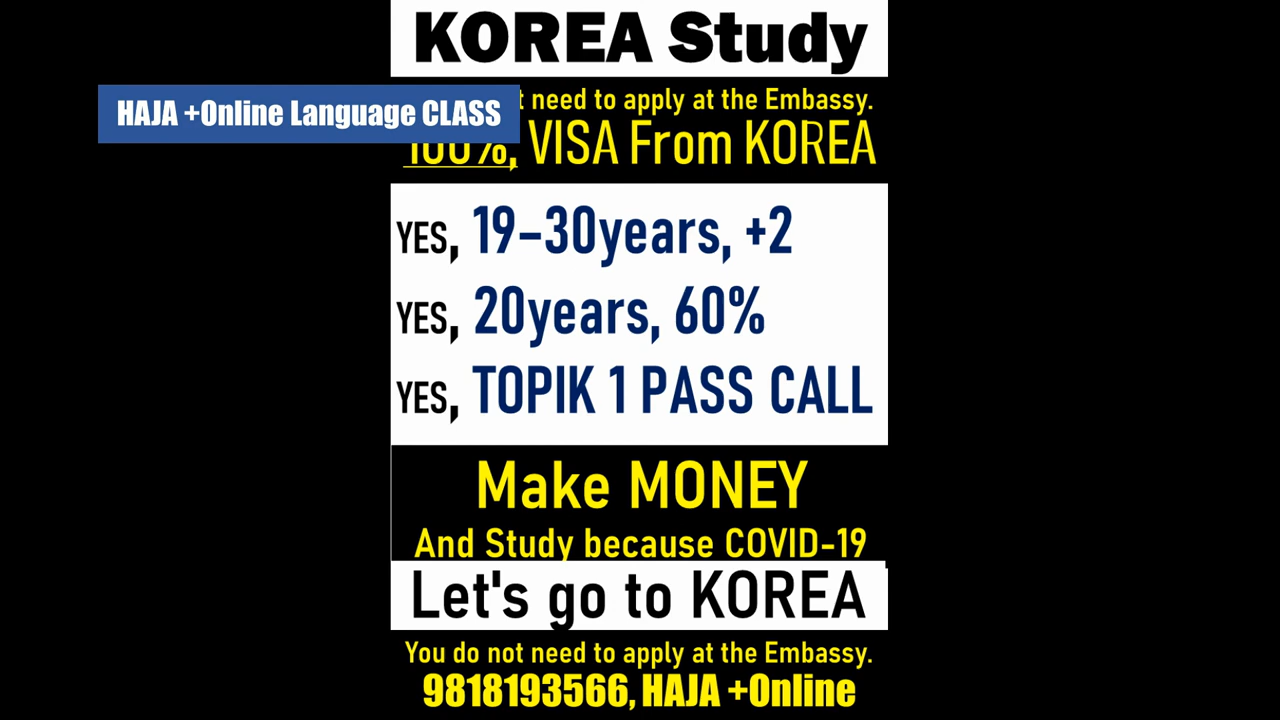 KOREA Study
HAJA +Online Language CLASS
need to apply at the Embassy.
100%, VISA From KOREA
YES, 19-30years, +2
YES, 20years, 60%
YES, TOPIK 1 PASS CALL
Make MONEY
And Study because COVID-19
Let's go to KOREA
You do not need to apply at the Embassy.
9818193566, HAJA +Online